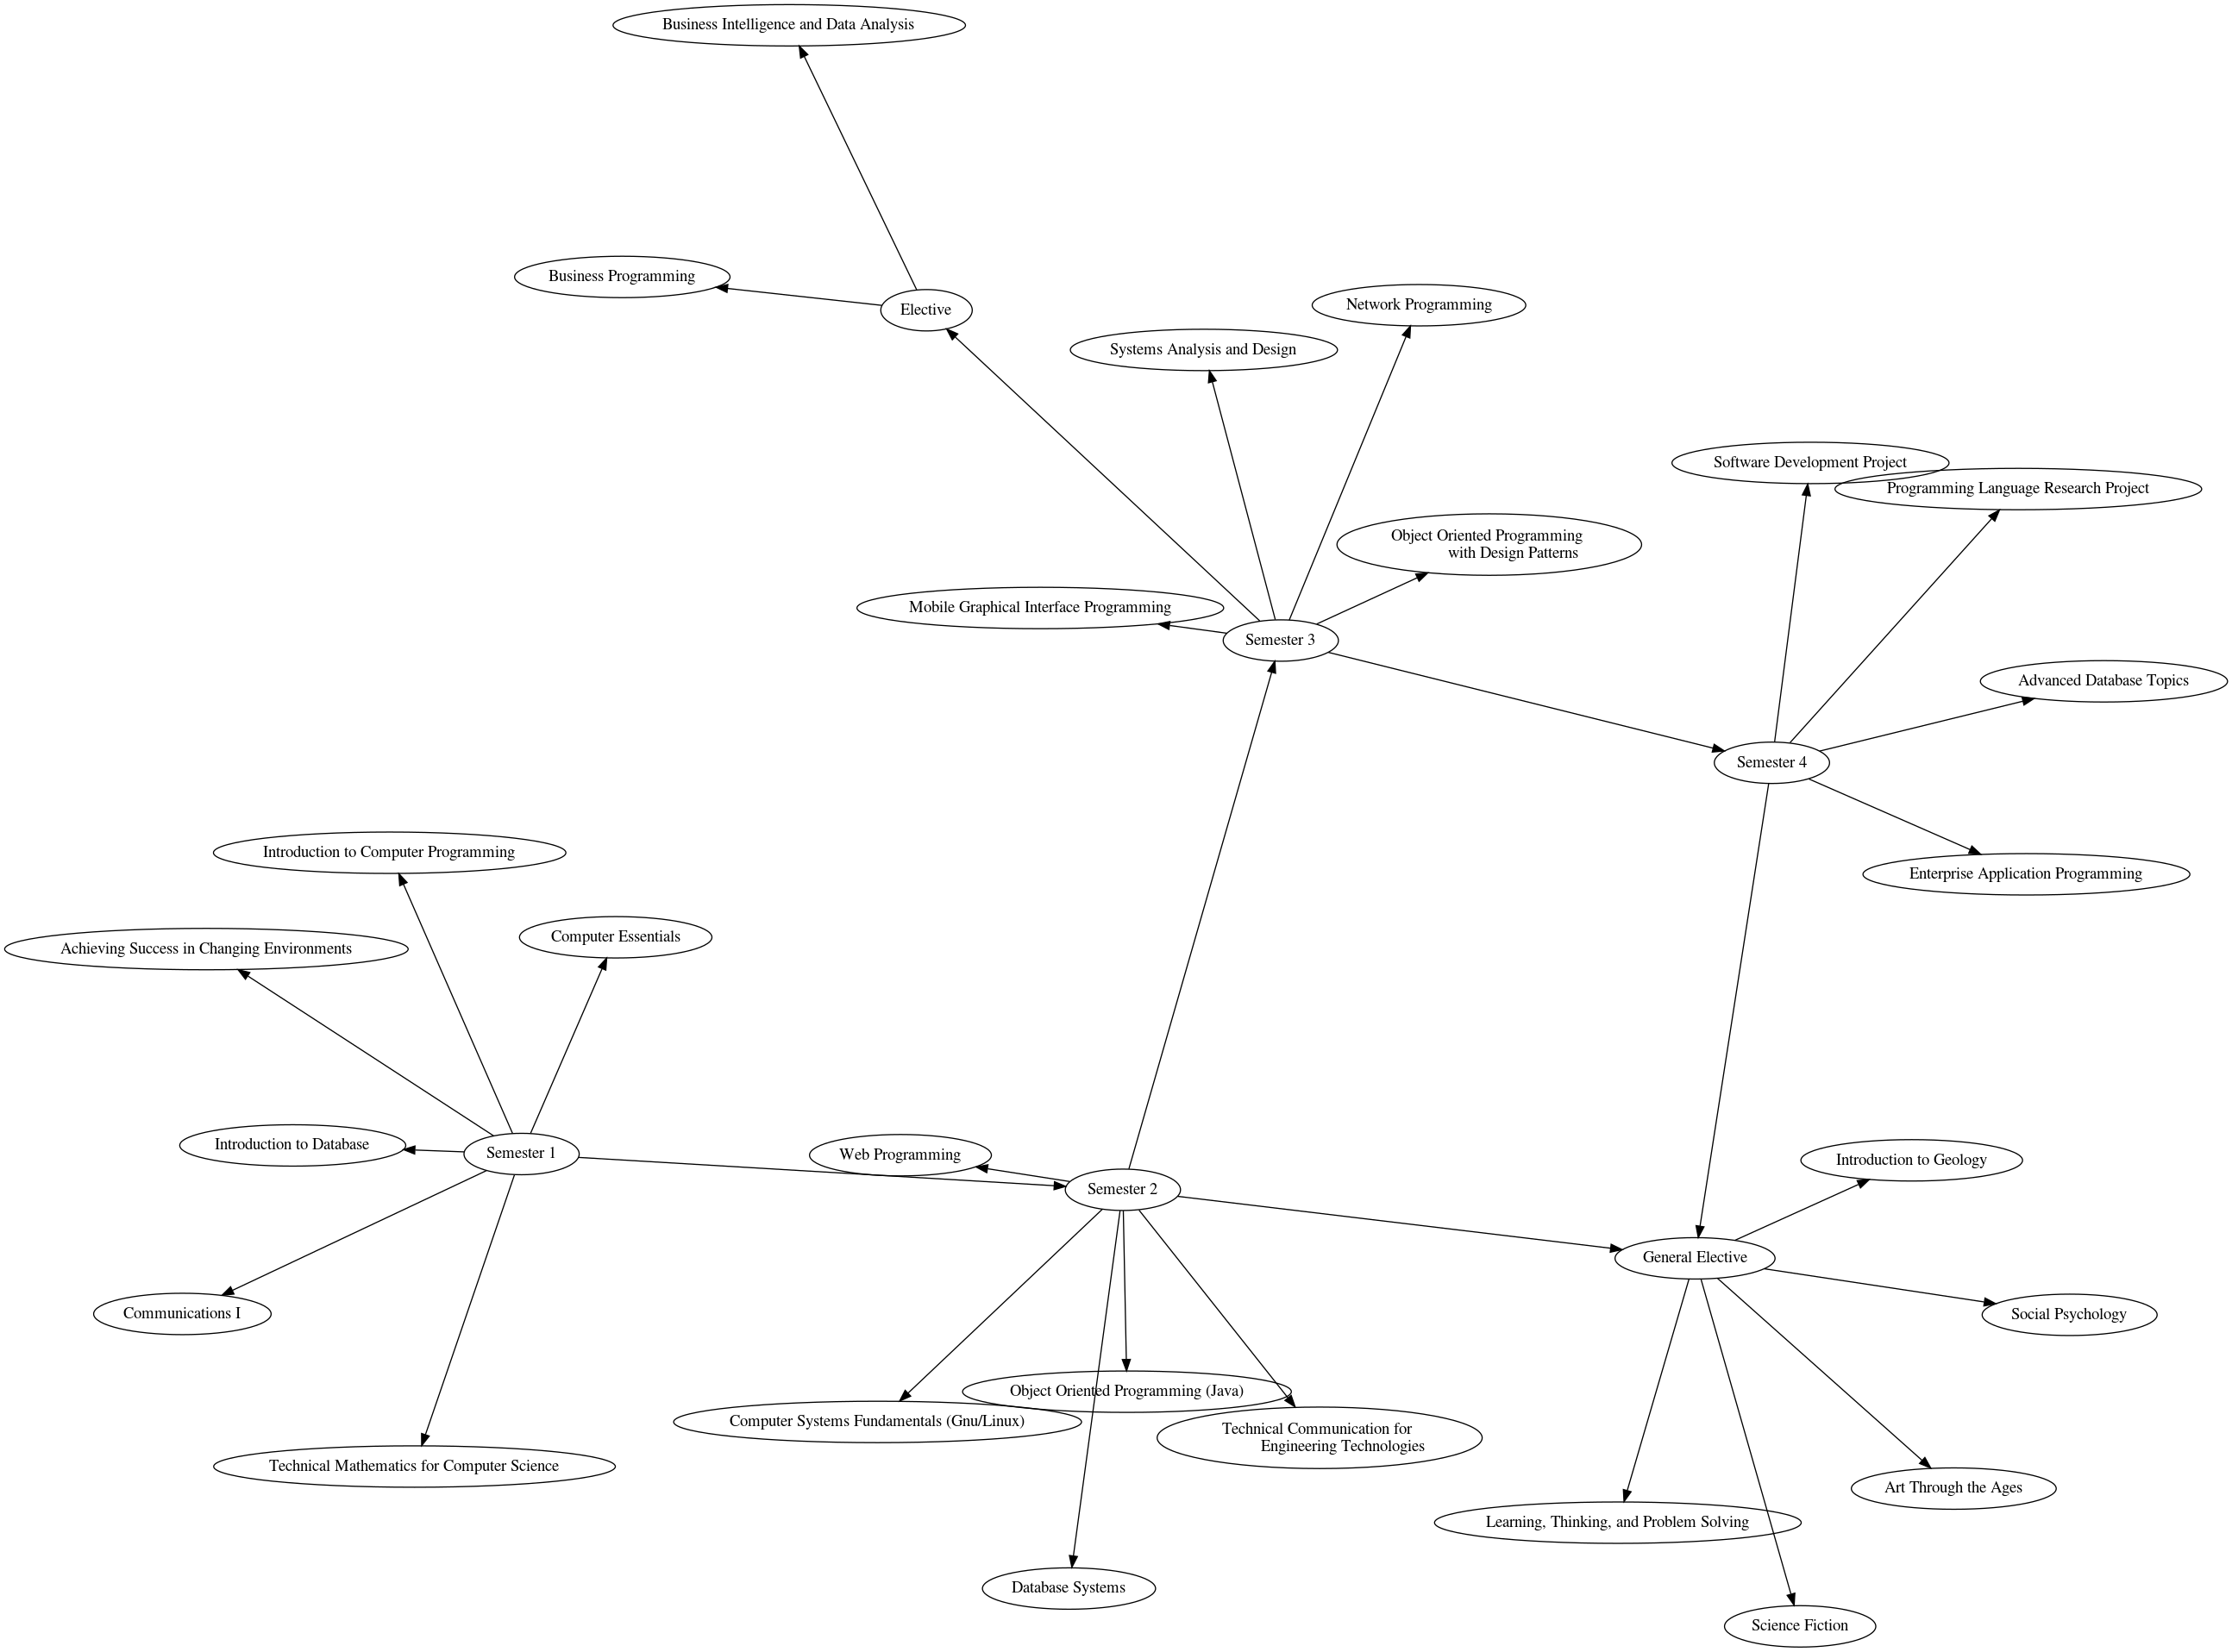 Business Intelligence and Data Analysis
Business Programming
Elective
Network Programming
Systems Analysis and Design
Software Development Project
Programming Language Research Project
Object Oriented Programming
with Design Patterns
Mobile Graphical Interface Programming
Semester 3
Advanced Database Topics
Semester 4
Introduction to Computer Programming
Enterprise Application Programming
Computer Essentials
Achieving Success in Changing Environments
Introduction to Database
Semester 1
Web Programming
Introduction to Geology
Semester 2
General Elective
Communications I
Social Psychology
Object Oriented Programming (Java)
Computer Systems Fundamentals (Gnu/Linux)
Technical Communication for
Engineering Technologies
Technical Mathematics for Computer Science
Art Through the Ages
Learning, Thinking, and Problem Solving
Database Systems
Science Fiction